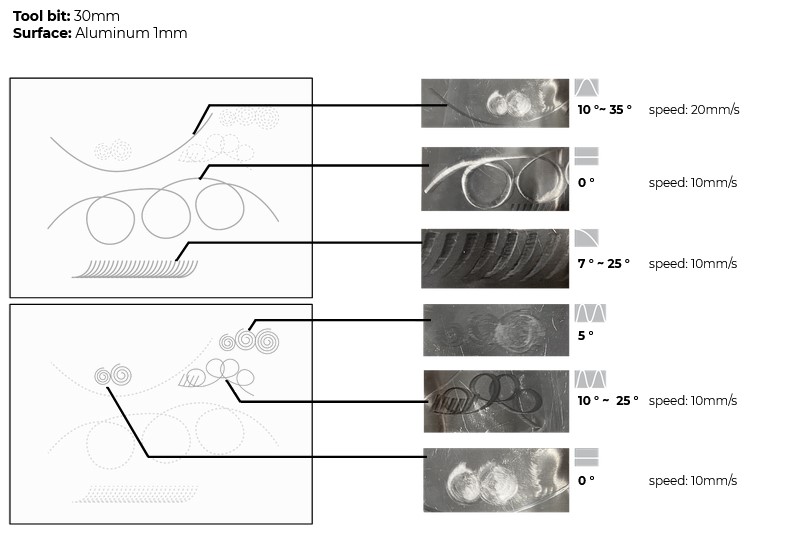 Tool bit: 30mm
Surface: Aluminum 1mm
10 °~ 35 ° speed: 20mm/s
0 ° speed: 10mm/s
7 ° ~ 25 ° speed: 10mm/s
5 °
10 ° ~ 25 ° speed: 10mm/s
0 ° speed: 10mm/s